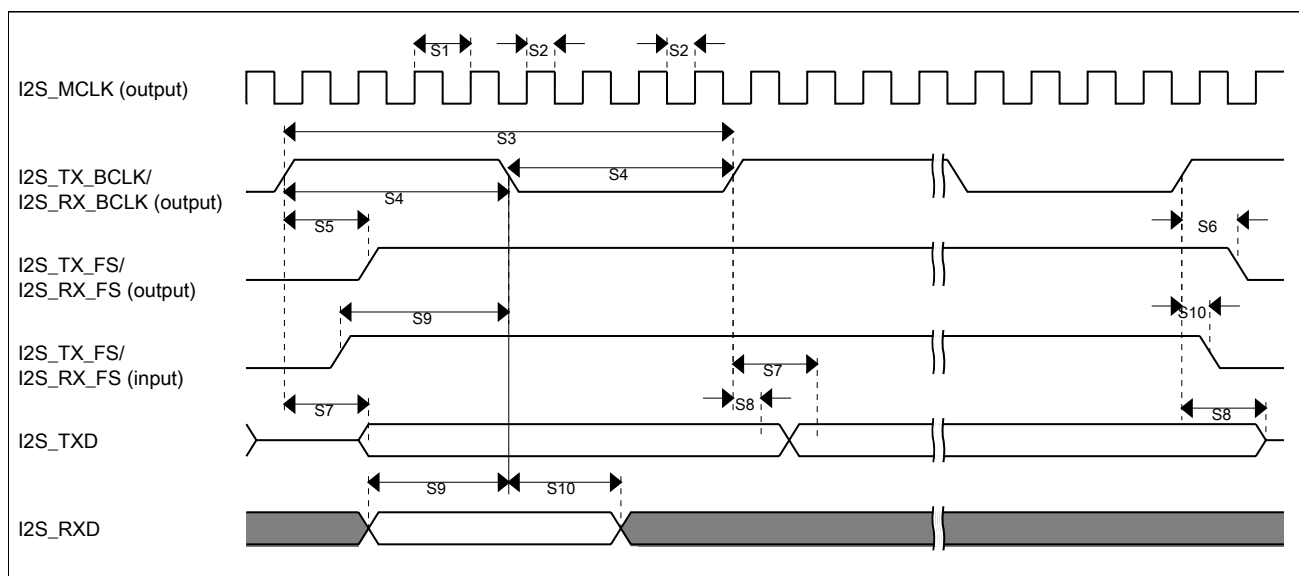 S1
S2
S2
I2S_MCLK (output)
S3
I2S_TX_BCLK/
I2S_RX_BCLK (output)
S4
S4
S5
S6
I2S_TX_FS/
I2S_RX_FS (output)
S9
S10
I2S_TX_FS/
I2S_RX_FS (input)
S7
S7
S8
S8
I2S_TXD
S9
S10
I2S_RXD